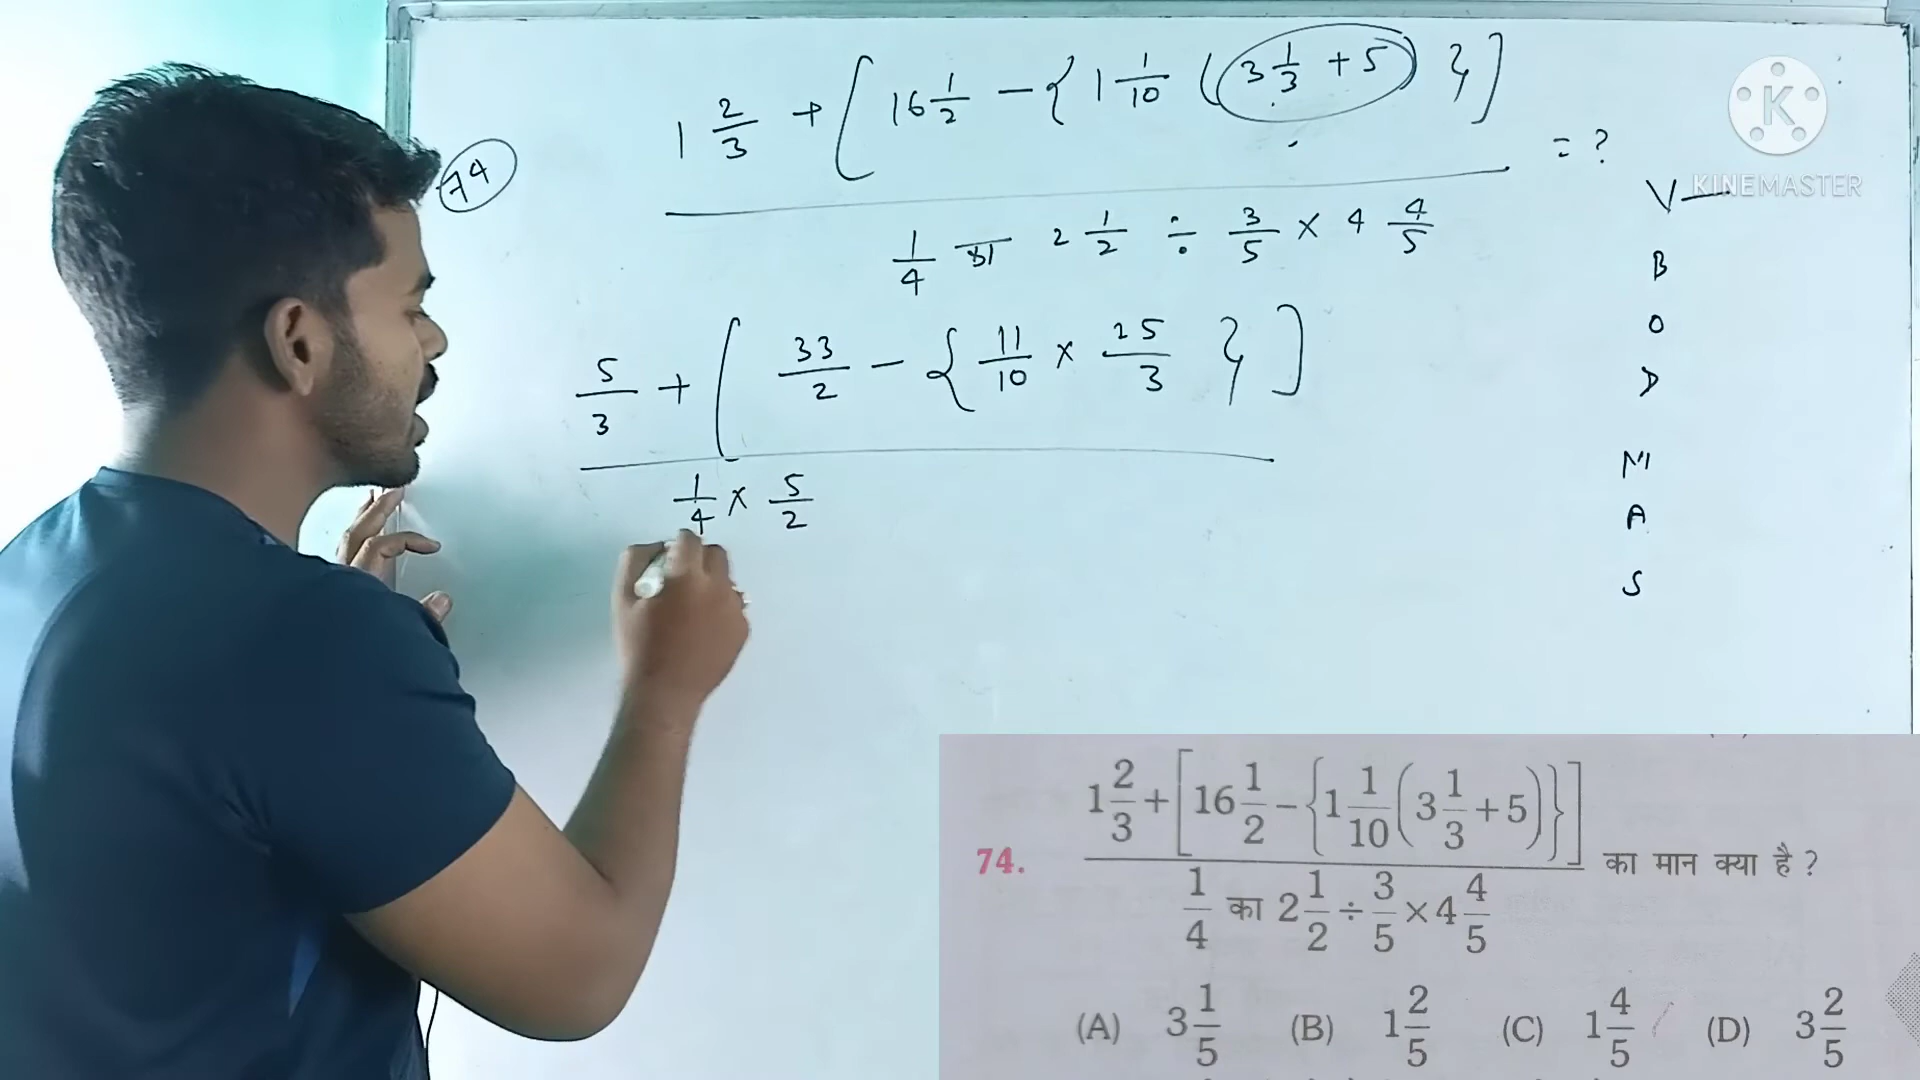 74
1 2/3 + [ 16 1/2 - { 1 1/10 ( 3 1/3 + 5 ) } ]
= ?
1/4 का 2 1/2 ÷ 3/5 × 4 4/5
5/3 + [ 33/2 - { 11/10 × 25/3 } ]
1/4 × 5/2
K
KINEMASTER
V
B
O
D
M
A
S
1 2/3 + [ 16 1/2 - { 1 1/10 ( 3 1/3 + 5 ) } ]
74. का मान क्या है ?
1/4 का 2 1/2 ÷ 3/5 × 4 4/5
(A) 3 1/5 (B) 1 2/5 (C) 1 4/5 (D) 3 2/5